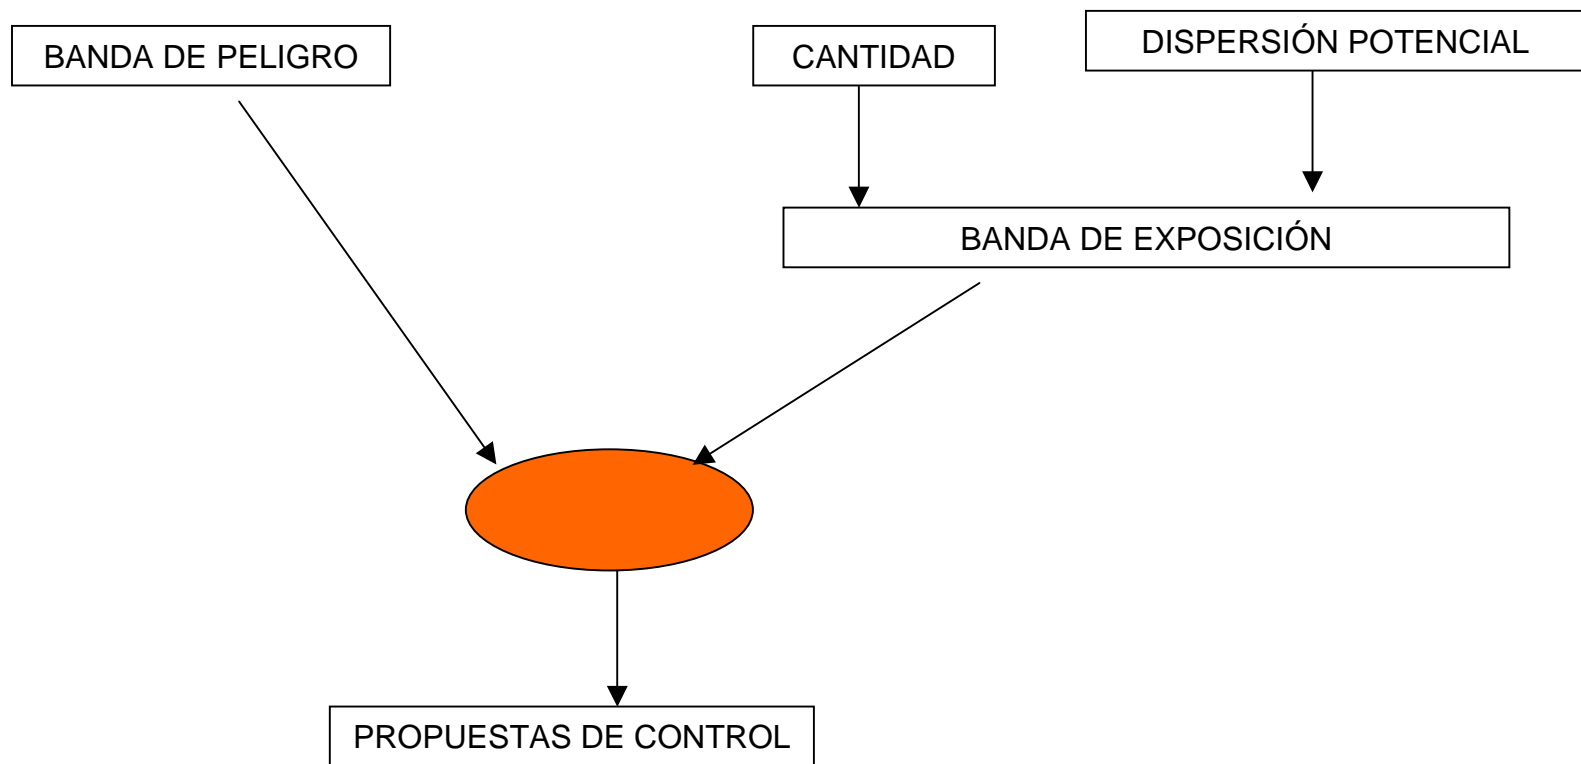 BANDA DE PELIGRO
CANTIDAD
DISPERSIÓN POTENCIAL
BANDA DE EXPOSICIÓN
PROPUESTAS DE CONTROL